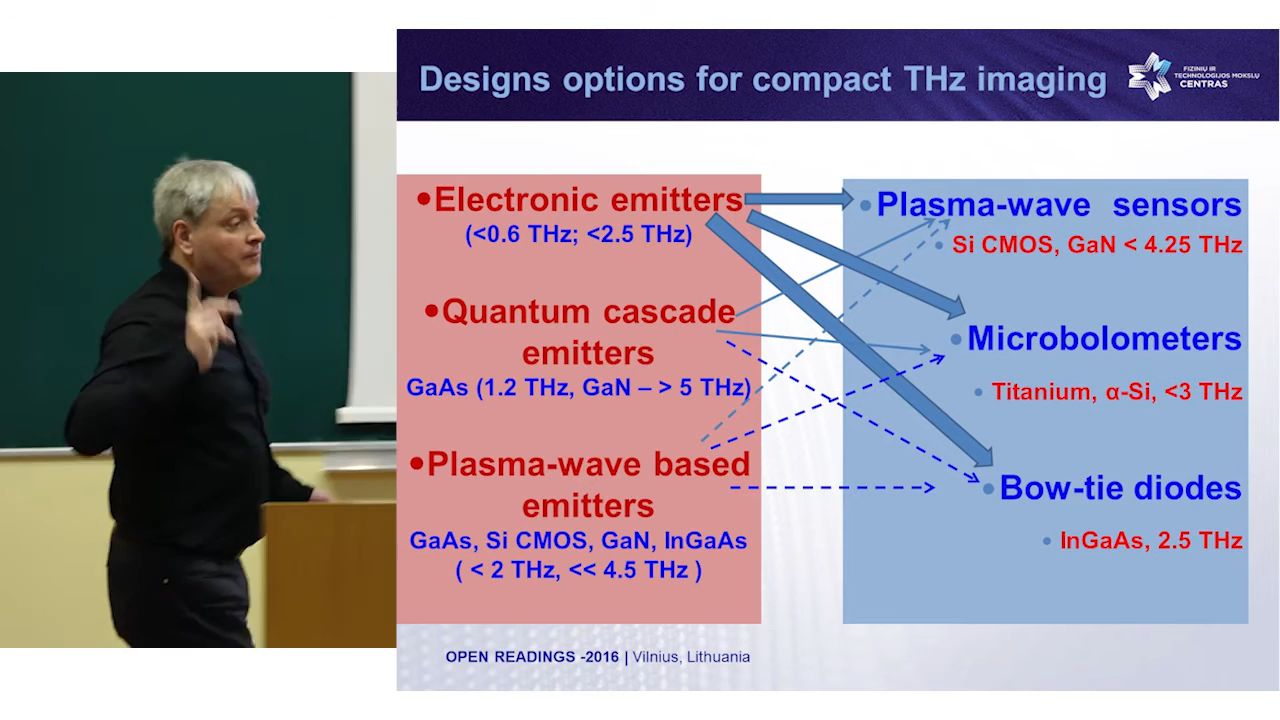 Designs options for compact THz imaging
FIZINIŲ IR
TECHNOLOGIJOS MOKSLŲ
CENTRAS
•Electronic emitters
(<0.6 THz; <2.5 THz)
•Quantum cascade
emitters
GaAs (1.2 THz, GaN – > 5 THz)
•Plasma-wave based
emitters
GaAs, Si CMOS, GaN, InGaAs
( < 2 THz, << 4.5 THz )
• Plasma-wave sensors
• Si CMOS, GaN < 4.25 THz
• Microbolometers
• Titanium, α-Si, <3 THz
• Bow-tie diodes
• InGaAs, 2.5 THz
OPEN READINGS -2016 | Vilnius, Lithuania